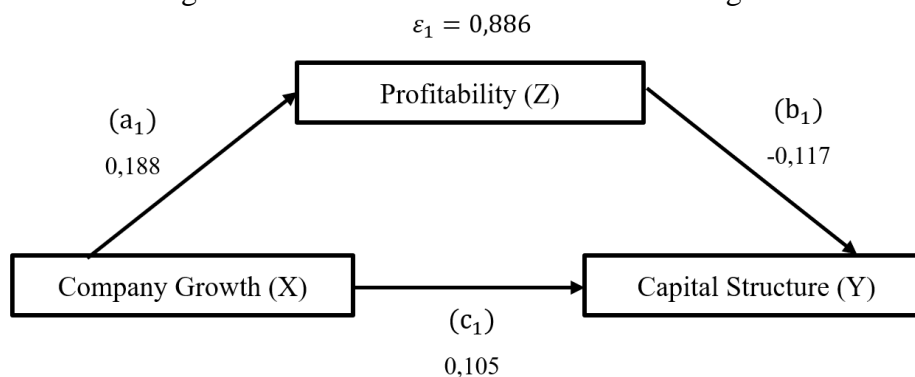 ε₁ = 0,886
Profitability (Z)
(a₁)
0,188
(b₁)
-0,117
Company Growth (X)
Capital Structure (Y)
(c₁)
0,105